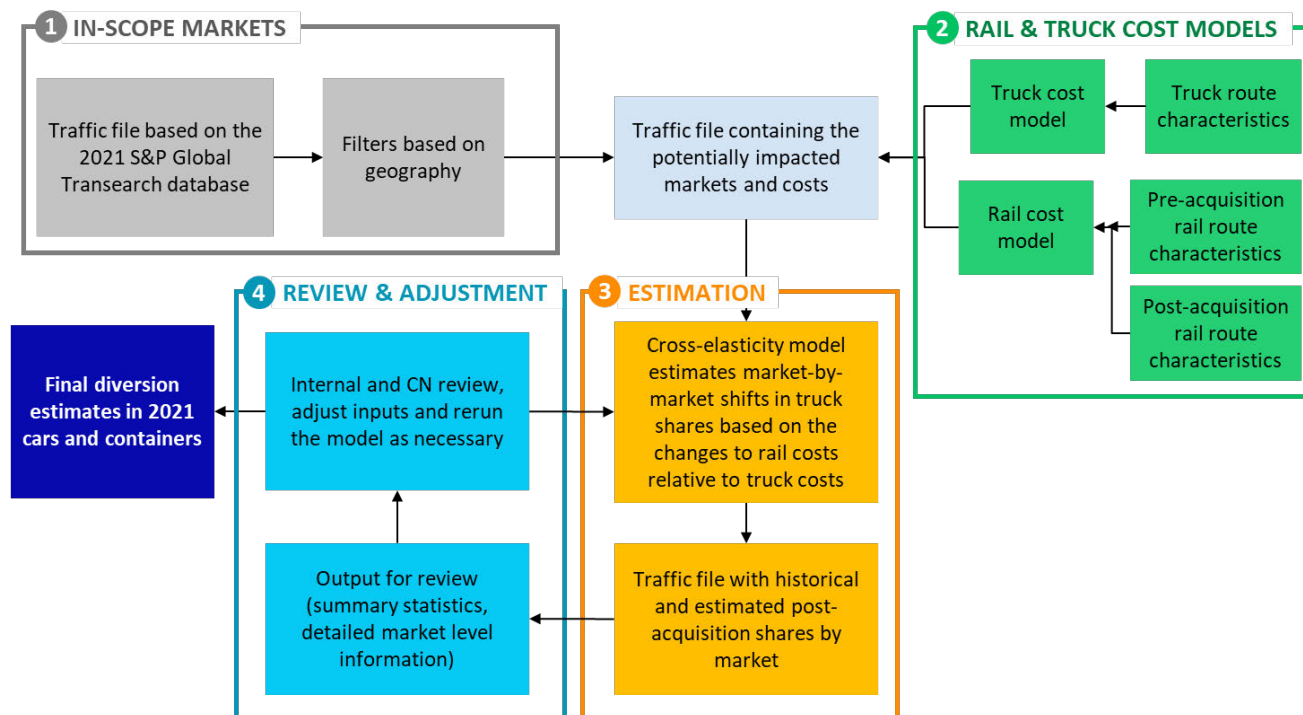 1 IN-SCOPE MARKETS
Traffic file based on the
2021 S&P Global
Transearch database
Filters based on
geography
Traffic file containing the
potentially impacted
markets and costs
2 RAIL & TRUCK COST MODELS
Truck cost
model
Truck route
characteristics
Rail cost
model
Pre-acquisition
rail route
characteristics
Post-acquisition
rail route
characteristics
3 ESTIMATION
Cross-elasticity model
estimates market-by-
market shifts in truck
shares based on the
changes to rail costs
relative to truck costs
Traffic file with historical
and estimated post-
acquisition shares by
market
4 REVIEW & ADJUSTMENT
Internal and CN review,
adjust inputs and rerun
the model as necessary
Output for review
(summary statistics,
detailed market level
information)
Final diversion
estimates in 2021
cars and containers